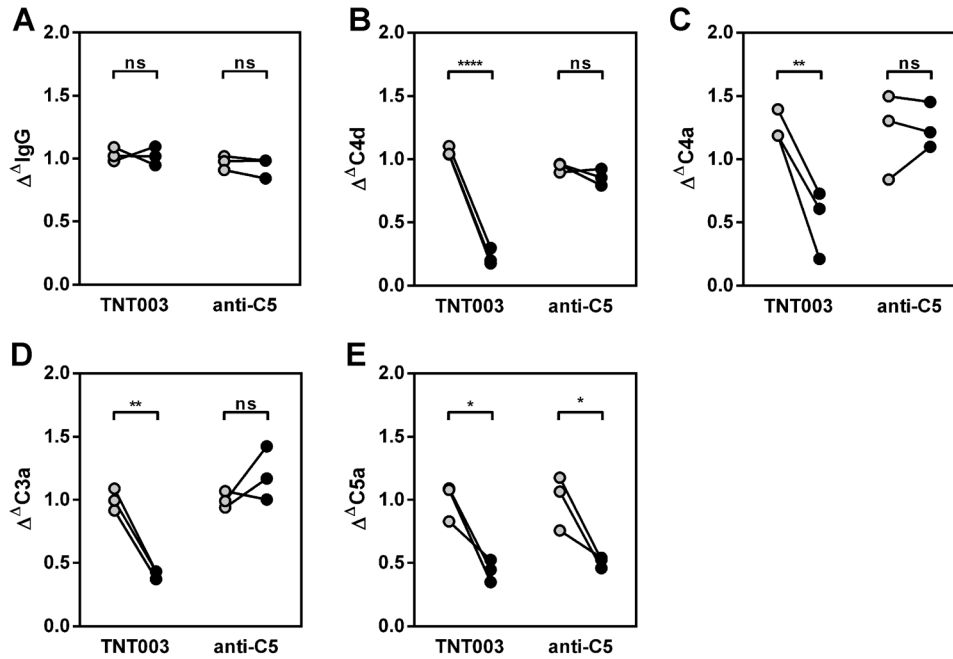 A
Δ^ΔIgG
2.0
1.5
1.0
0.5
0.0
ns
ns
TNT003 anti-C5
B
Δ^ΔC4d
2.0
1.5
1.0
0.5
0.0
****
ns
TNT003 anti-C5
C
Δ^ΔC4a
2.0
1.5
1.0
0.5
0.0
**
ns
TNT003 anti-C5
D
Δ^ΔC3a
2.0
1.5
1.0
0.5
0.0
**
ns
TNT003 anti-C5
E
Δ^ΔC5a
2.0
1.5
1.0
0.5
0.0
*
*
TNT003 anti-C5